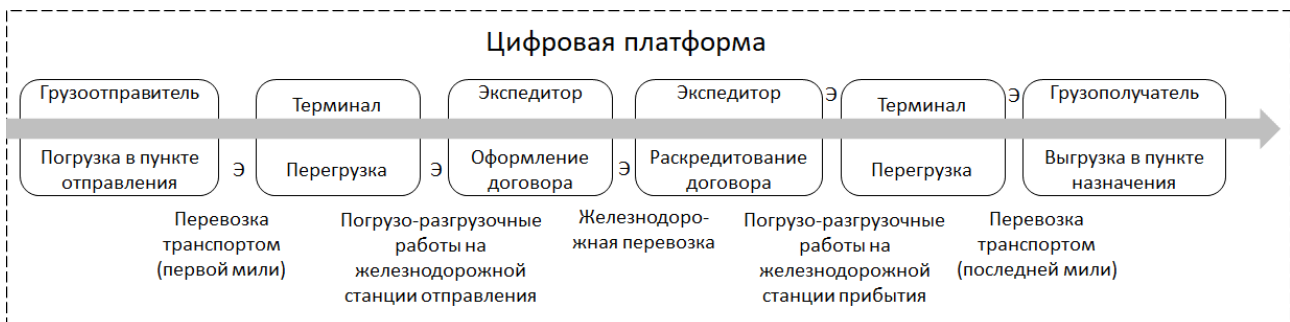 Цифровая платформа
Грузоотправитель
Погрузка в пункте
отправления
Э
Терминал
Перегрузка
Э
Экспедитор
Оформление
договора
Э
Экспедитор
Раскредитование
договора
Э
Терминал
Перегрузка
Э
Грузополучатель
Выгрузка в пункте
назначения
Перевозка
транспортом
(первой мили)
Погрузо-разгрузочные
работы на
железнодорожной
станции отправления
Железнодоро-
жная перевозка
Погрузо-разгрузочные
работы на
железнодорожной
станции прибытия
Перевозка
транспортом
(последней мили)